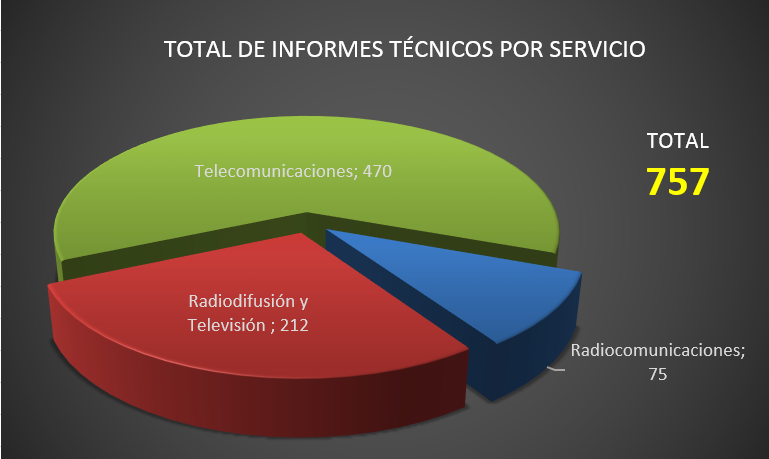 TOTAL DE INFORMES TÉCNICOS POR SERVICIO
TOTAL
757
Telecomunicaciones; 470
Radiodifusión y
Televisión ; 212
Radiocomunicaciones;
75